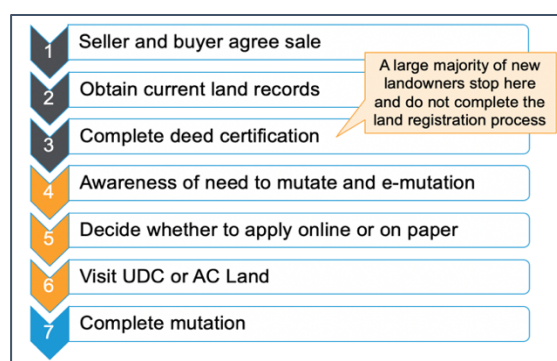 1 Seller and buyer agree sale
2 Obtain current land records
A large majority of new
landowners stop here
and do not complete the
land registration process
3 Complete deed certification
4 Awareness of need to mutate and e-mutation
5 Decide whether to apply online or on paper
6 Visit UDC or AC Land
7 Complete mutation